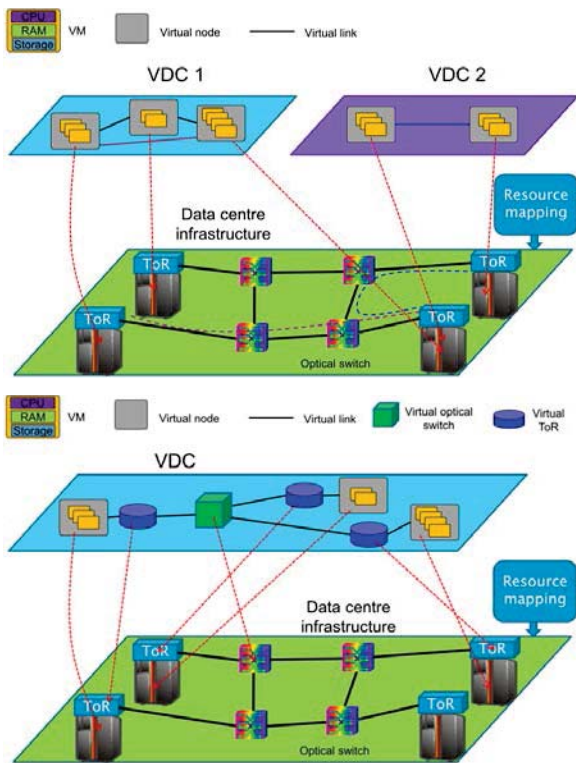 CPU
RAM
Storage
VM
Virtual node
Virtual link
VDC 1
VDC 2
Resource
mapping
Data centre
infrastructure
ToR
ToR
ToR
ToR
Optical switch
CPU
RAM
Storage
VM
Virtual node
Virtual link
Virtual optical
switch
Virtual
ToR
VDC
Resource
mapping
Data centre
infrastructure
ToR
ToR
ToR
ToR
Optical switch